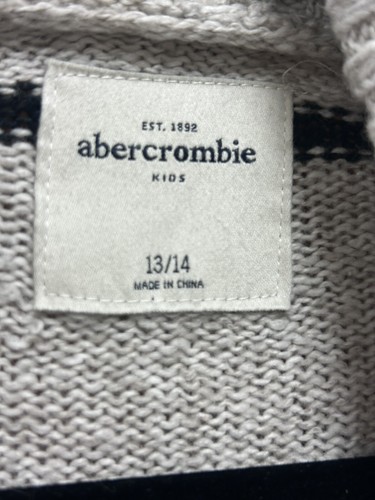 EST. 1892
abercrombie
KIDS
13/14
MADE IN CHINA